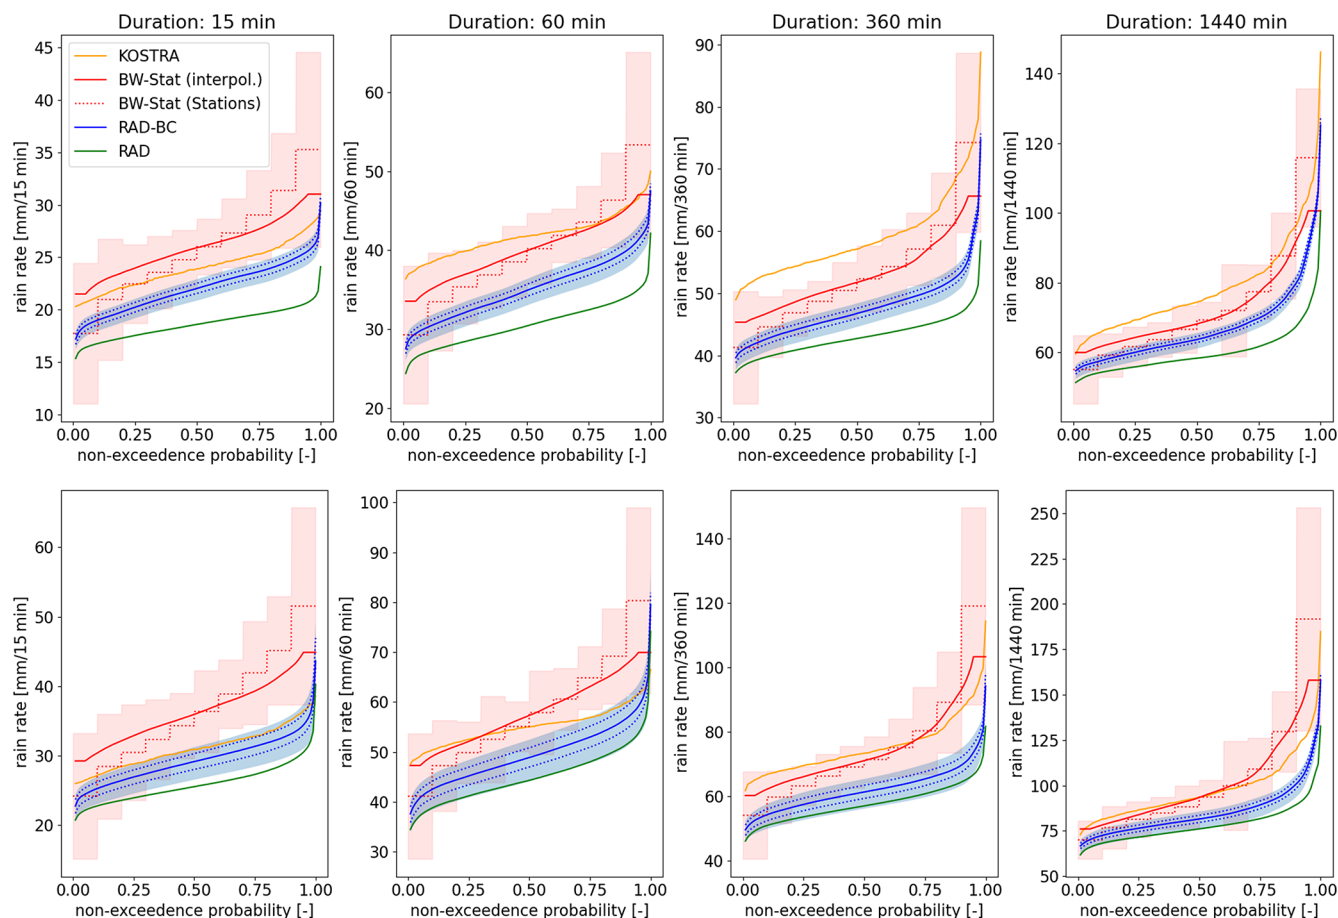 Duration: 15 min
Duration: 60 min
Duration: 360 min
Duration: 1440 min
KOSTRA
BW-Stat (interpol.)
BW-Stat (Stations)
RAD-BC
RAD
rain rate [mm/15 min]
45
40
35
30
25
20
15
10
0.00 0.25 0.50 0.75 1.00
non-exceedence probability [-]
rain rate [mm/60 min]
60
50
40
30
20
0.00 0.25 0.50 0.75 1.00
non-exceedence probability [-]
rain rate [mm/360 min]
90
80
70
60
50
40
30
0.00 0.25 0.50 0.75 1.00
non-exceedence probability [-]
rain rate [mm/1440 min]
140
120
100
80
60
0.00 0.25 0.50 0.75 1.00
non-exceedence probability [-]
rain rate [mm/15 min]
60
50
40
30
20
0.00 0.25 0.50 0.75 1.00
non-exceedence probability [-]
rain rate [mm/60 min]
100
90
80
70
60
50
40
30
0.00 0.25 0.50 0.75 1.00
non-exceedence probability [-]
rain rate [mm/360 min]
140
120
100
80
60
40
0.00 0.25 0.50 0.75 1.00
non-exceedence probability [-]
rain rate [mm/1440 min]
250
225
200
175
150
125
100
75
50
0.00 0.25 0.50 0.75 1.00
non-exceedence probability [-]